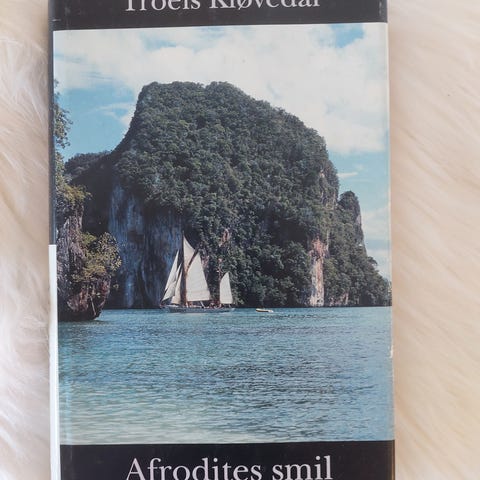 Troels Kløvedal
Afrodites smil